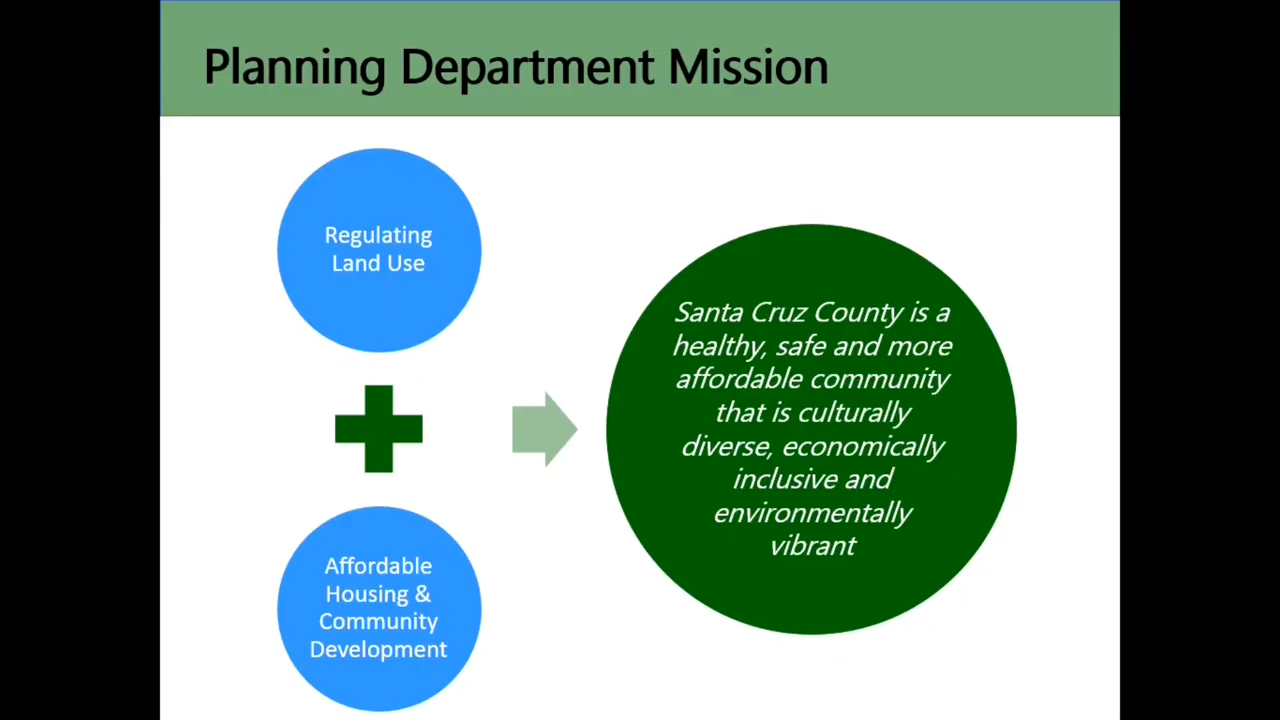 Planning Department Mission
Regulating
Land Use
Affordable
Housing &
Community
Development
Santa Cruz County is a
healthy, safe and more
affordable community
that is culturally
diverse, economically
inclusive and
environmentally
vibrant